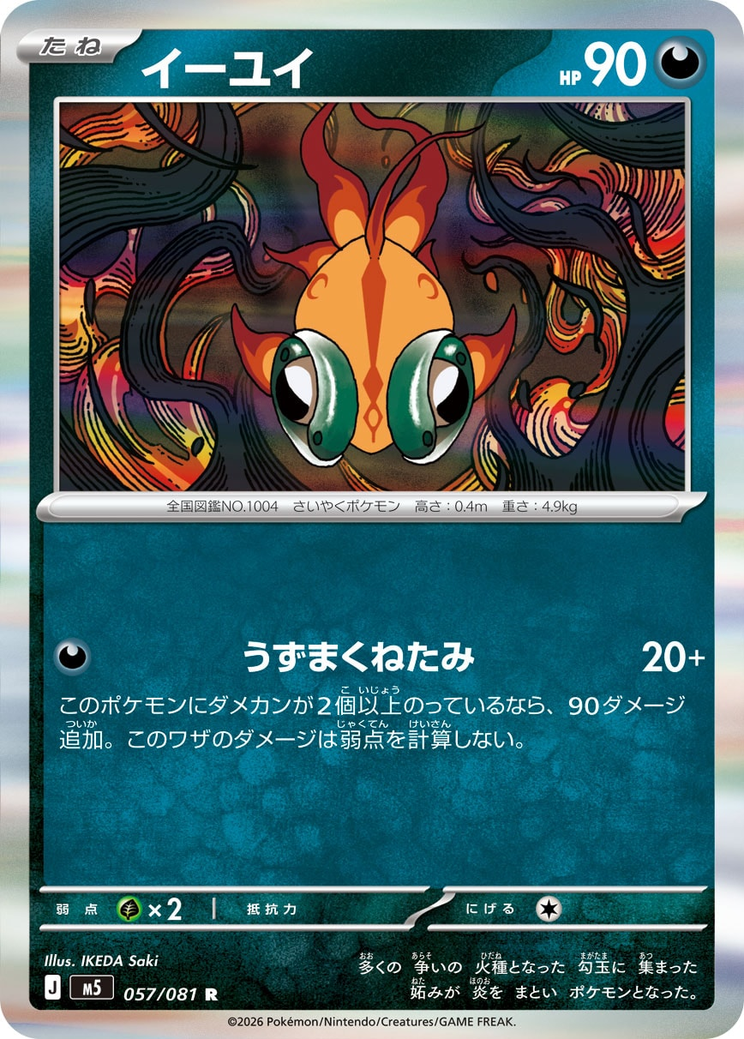 たね
イーユイ
HP 90
全国図鑑NO.1004 さいやくポケモン 高さ:0.4m 重さ:4.9kg
うずまくねたみ 20+
このポケモンにダメカンが2個以上のっているなら、90ダメージ
追加。このワザのダメージは弱点を計算しない。
弱点 ×2 抵抗力 にげる
Illus. IKEDA Saki
多くの 争いの 火種となった 勾玉に 集まった
妬みが 炎を まとい ポケモンとなった。
J m5 057/081 R
©2026 Pokémon/Nintendo/Creatures/GAME FREAK.